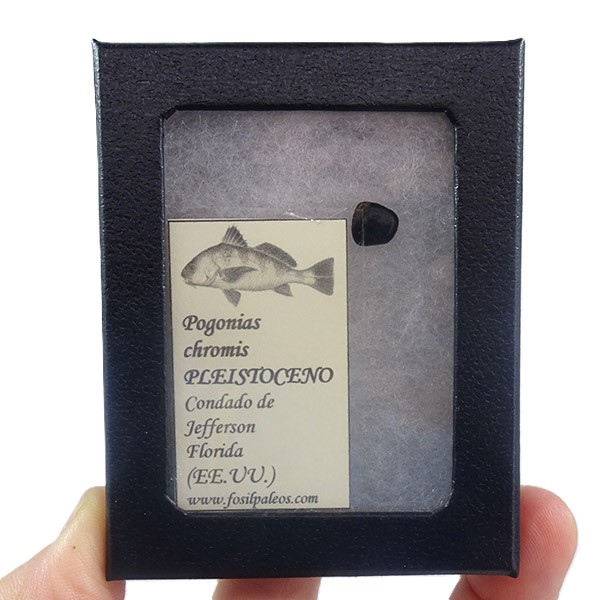 Pogonias
chromis
PLEISTOCENO
Condado de
Jefferson
Florida
(EE.UU.)
www.fosilpaleos.com